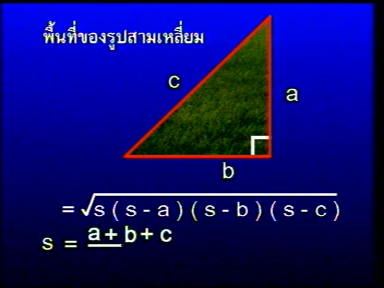 พื้นที่ของรูปสามเหลี่ยม
c
a
b
= √s(s-a)(s-b)(s-c)
s = a+b+c